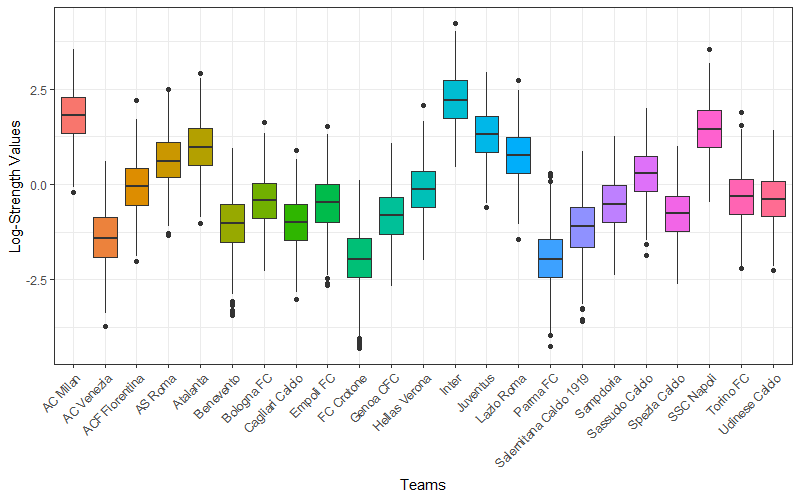 Log-Strength Values
2.5
0.0
-2.5
AC Milan
AC Venezia
ACF Fiorentina
AS Roma
Atalanta
Benevento
Bologna FC
Cagliari Calcio
Empoli FC
FC Crotone
Genoa CFC
Hellas Verona
Inter
Juventus
Lazio Roma
Parma FC
Salernitana Calcio 1919
Sampdoria
Sassuolo Calcio
Spezia Calcio
SSC Napoli
Torino FC
Udinese Calcio
Teams